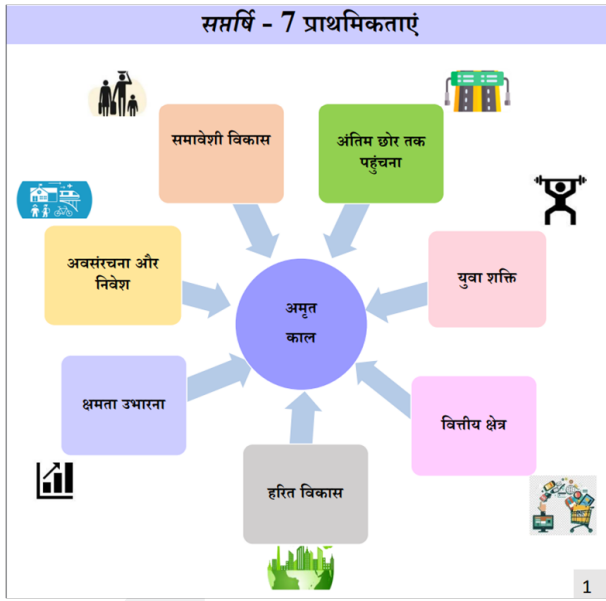 सप्तर्षि - 7 प्राथमिकताएं
समावेशी विकास
अंतिम छोर तक
पहुंचना
अवसंरचना और
निवेश
युवा शक्ति
अमृत
काल
क्षमता उभारना
वित्तीय क्षेत्र
हरित विकास
1